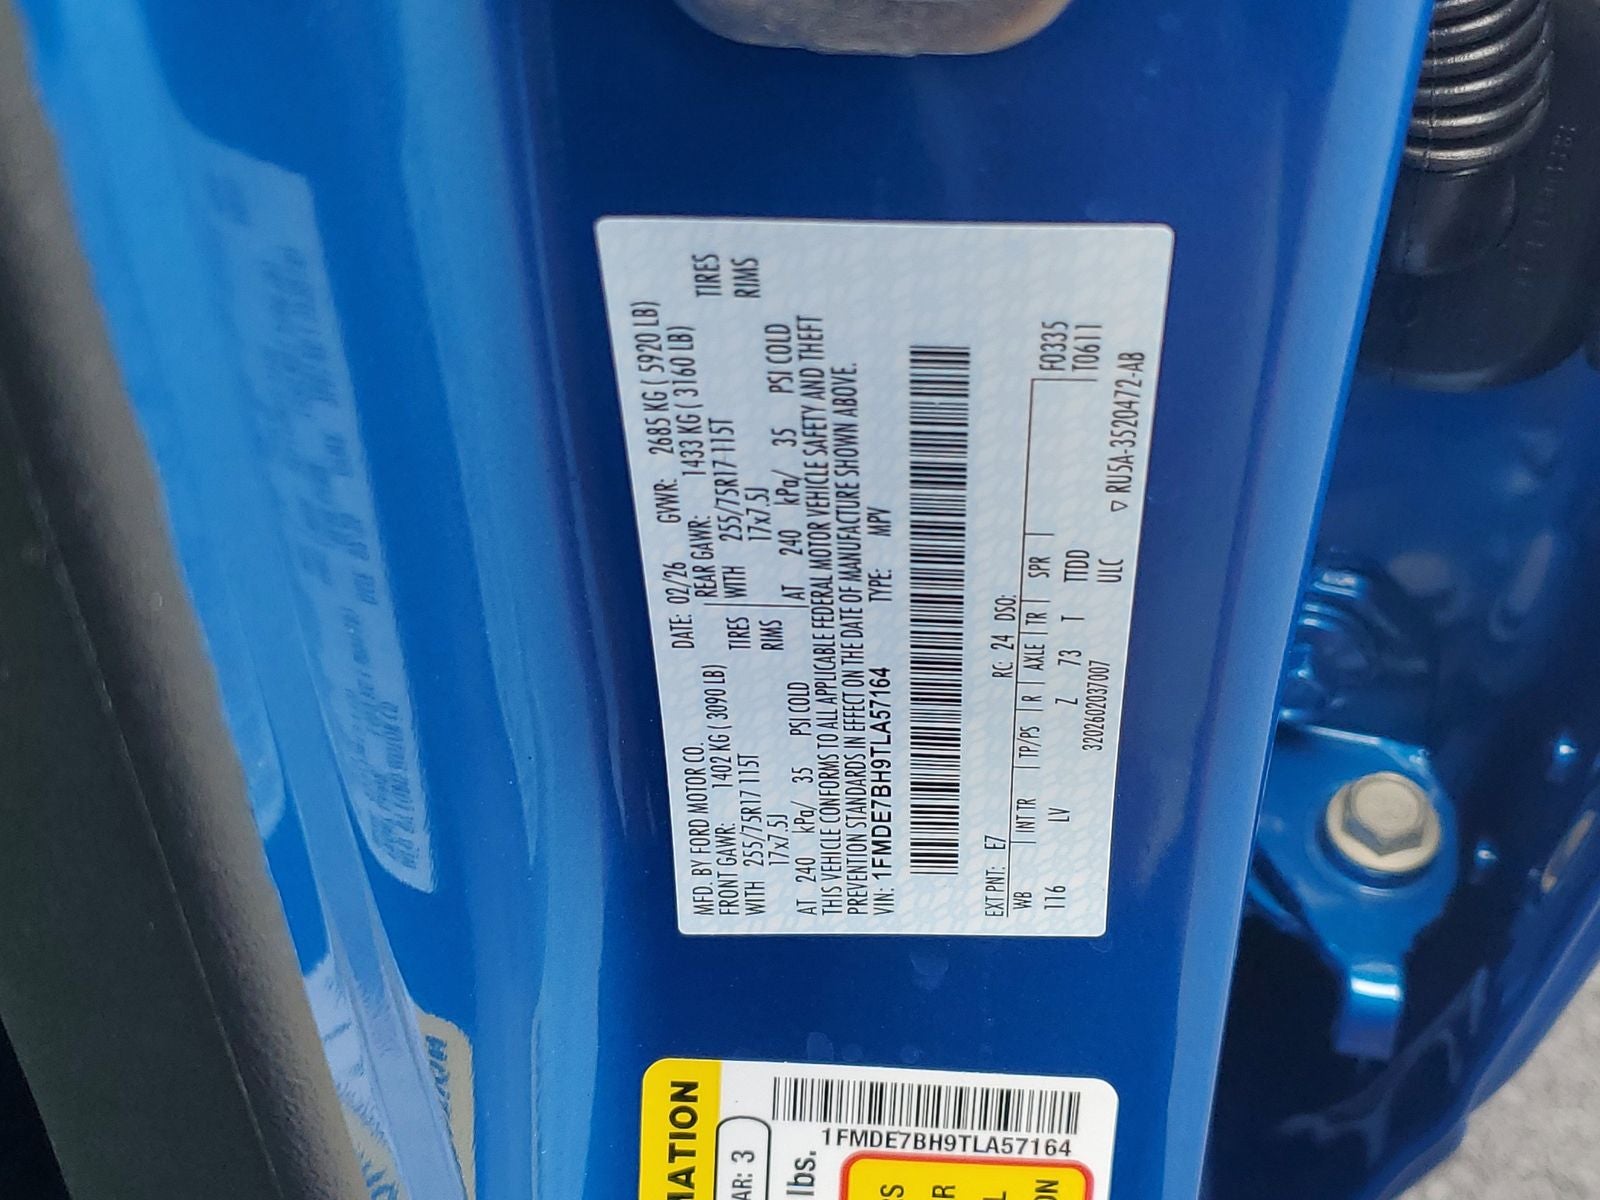 MFD. BY FORD MOTOR CO.
DATE: 02/26 GVWR: 2685 KG ( 5920 LB)
FRONT GAWR: 1402 KG ( 3090 LB)
REAR GAWR: 1433 KG ( 3160 LB)
WITH 255/75R17 115T TIRES
WITH 255/75R17 115T TIRES
17x7.5J RIMS
17x7.5J RIMS
AT 240 kPa/ 35 PSI COLD
AT 240 kPa/ 35 PSI COLD
THIS VEHICLE CONFORMS TO ALL APPLICABLE FEDERAL MOTOR VEHICLE SAFETY AND THEFT
PREVENTION STANDARDS IN EFFECT ON THE DATE OF MANUFACTURE SHOWN ABOVE.
VIN: 1FMDE7BH9TLA57164 TYPE: MPV
EXT PNT: E7 RC: 24 DSO:
WB INT TR TP/PS R AXLE TR SPR F0335
116 LV Z 73 T TTDD T0611
320262037007 ULC
▽ RU5A-3520472-AB
MATION
AR: 3
lbs.
1FMDE7BH9TLA57164